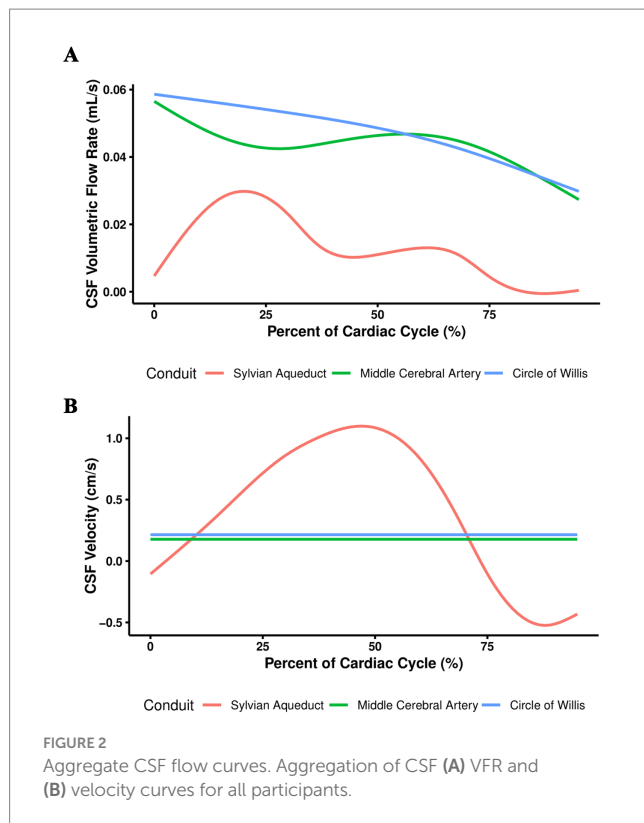 A
CSF Volumetric Flow Rate (mL/s)
0.06
0.04
0.02
0.00
0 25 50 75
Percent of Cardiac Cycle (%)
Conduit Sylvian Aqueduct Middle Cerebral Artery Circle of Willis
B
CSF Velocity (cm/s)
1.0
0.5
0.0
−0.5
0 25 50 75
Percent of Cardiac Cycle (%)
Conduit Sylvian Aqueduct Middle Cerebral Artery Circle of Willis
FIGURE 2
Aggregate CSF flow curves. Aggregation of CSF (A) VFR and
(B) velocity curves for all participants.